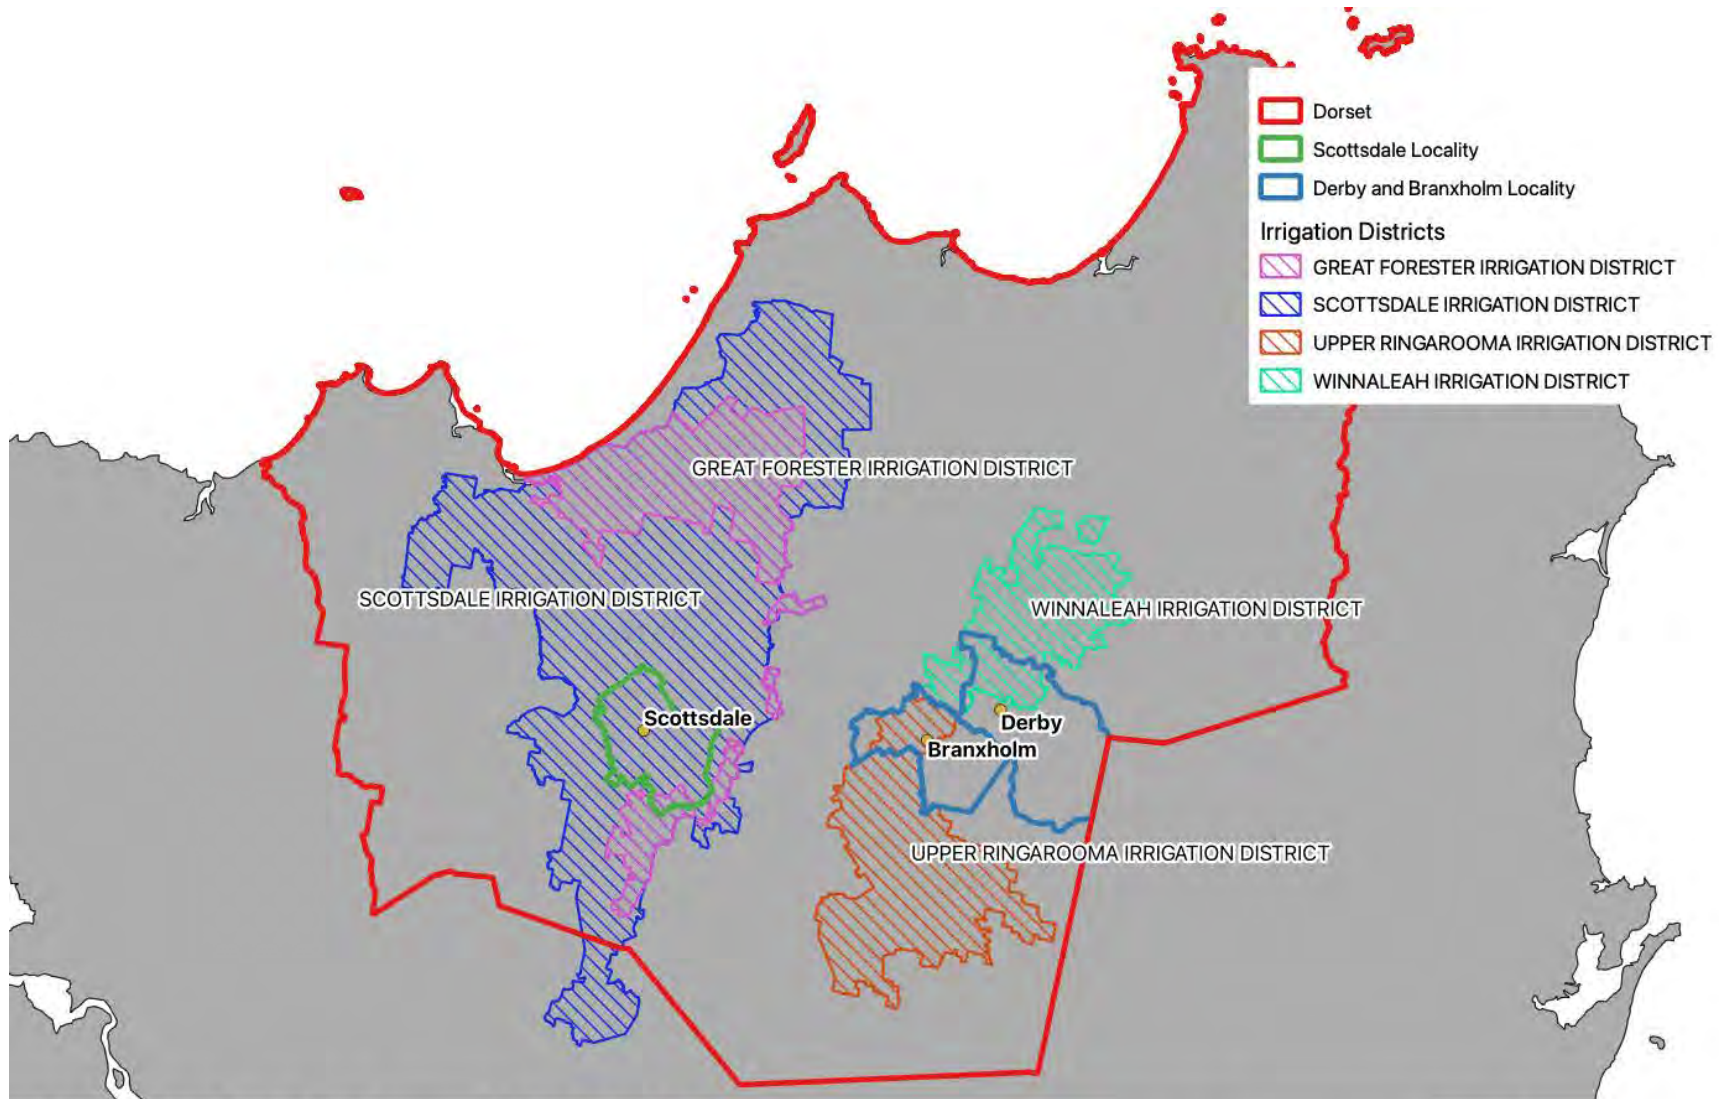 Dorset
Scottsdale Locality
Derby and Branxholm Locality
Irrigation Districts
GREAT FORESTER IRRIGATION DISTRICT
SCOTTSDALE IRRIGATION DISTRICT
UPPER RINGAROOMA IRRIGATION DISTRICT
WINNALEAH IRRIGATION DISTRICT
GREAT FORESTER IRRIGATION DISTRICT
SCOTTSDALE IRRIGATION DISTRICT
WINNALEAH IRRIGATION DISTRICT
Scottsdale
Derby
Branxholm
UPPER RINGAROOMA IRRIGATION DISTRICT